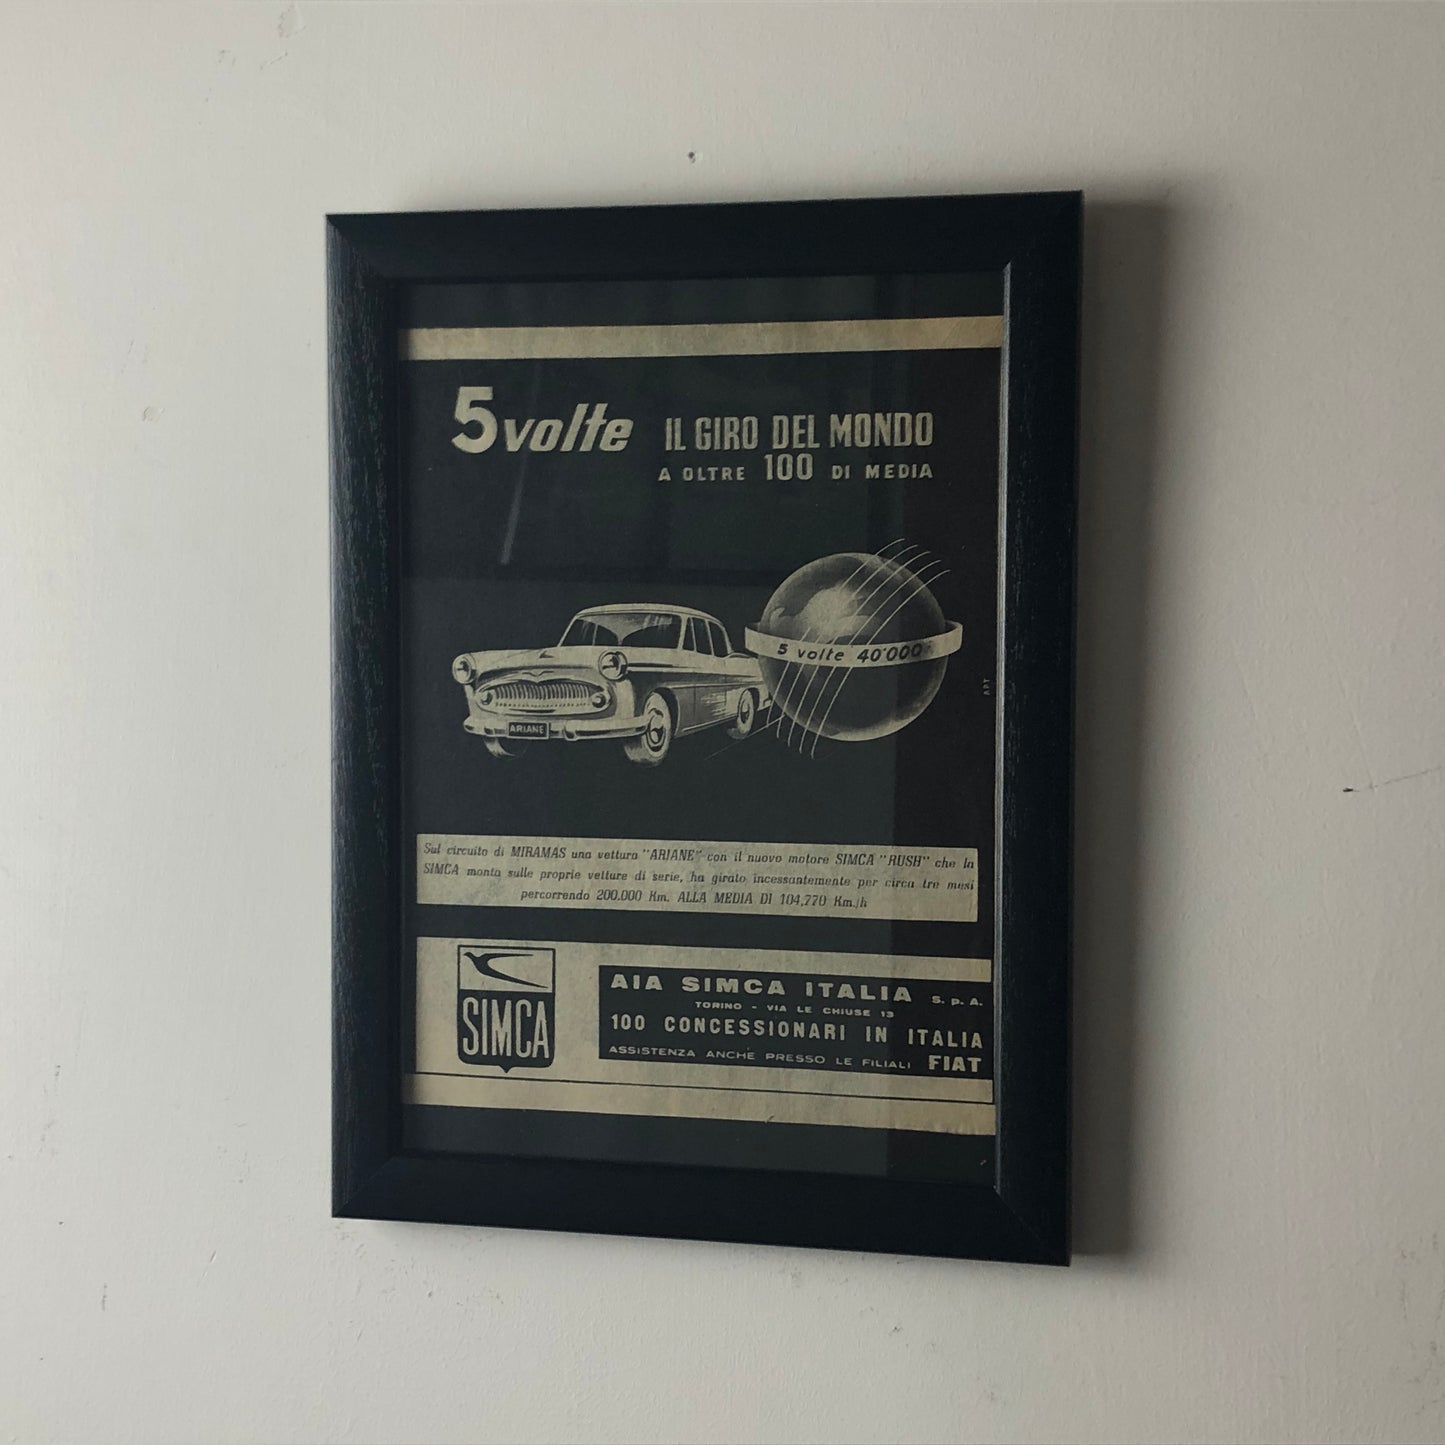 5 volte IL GIRO DEL MONDO
A OLTRE 100 DI MEDIA
5 volte 40'000
ARIANE
APT
Sul circuito di MIRAMAS una vettura "ARIANE" con il nuovo motore SIMCA "RUSH" che la
SIMCA monta sulle proprie vetture di serie, ha girato incessantemente per circa tre mesi
percorrendo 200.000 Km. ALLA MEDIA DI 104,770 Km./h
SIMCA
AIA SIMCA ITALIA S. p. A.
TORINO - VIA LE CHIUSE 13
100 CONCESSIONARI IN ITALIA
ASSISTENZA ANCHE PRESSO LE FILIALI FIAT